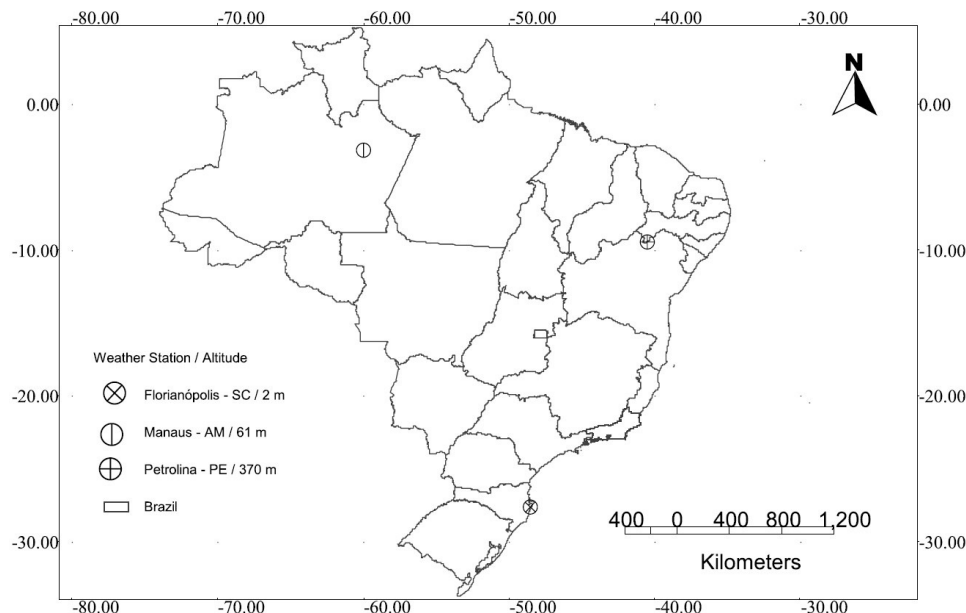 -80.00 -70.00 -60.00 -50.00 -40.00 -30.00
N
0.00 0.00
-10.00 -10.00
Weather Station / Altitude
Florianópolis - SC / 2 m
-20.00 -20.00
Manaus - AM / 61 m
Petrolina - PE / 370 m
Brazil
400 0 400 800 1,200
-30.00 -30.00
Kilometers
-80.00 -70.00 -60.00 -50.00 -40.00 -30.00